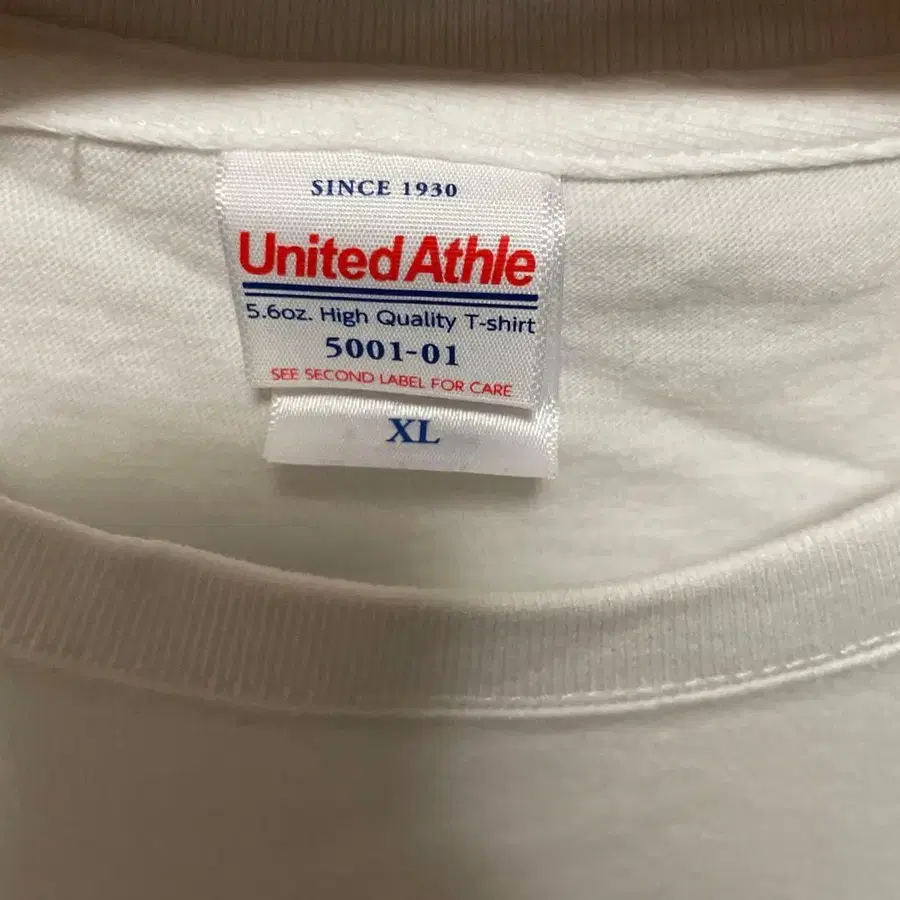 SINCE 1930
United Athle
5.6oz. High Quality T-shirt
5001-01
SEE SECOND LABEL FOR CARE
XL